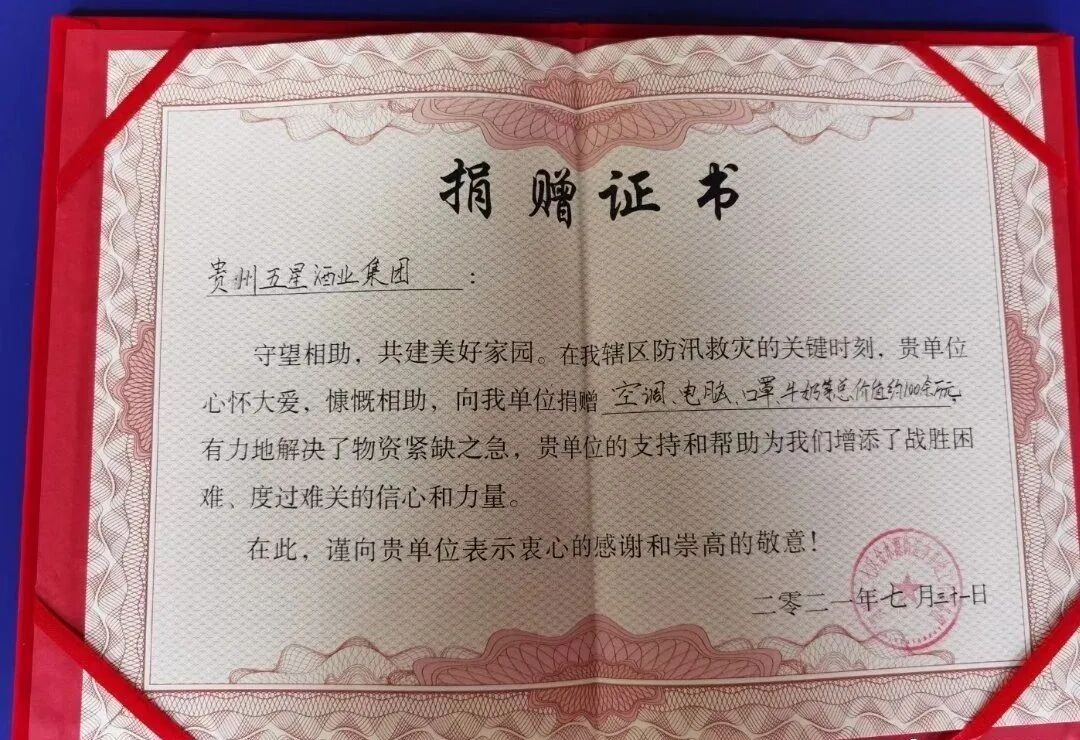 捐赠证书
贵州五星酒业集团：
守望相助，共建美好家园。在我辖区防汛救灾的关键时刻，贵单位
心怀大爱，慷慨相助，向我单位捐赠空调、电脑、口罩牛奶等总价值约100余万元
有力地解决了物资紧缺之急，贵单位的支持和帮助为我们增添了战胜困
难、度过难关的信心和力量。
在此，谨向贵单位表示衷心的感谢和崇高的敬意！
二零二一年七月三十一日